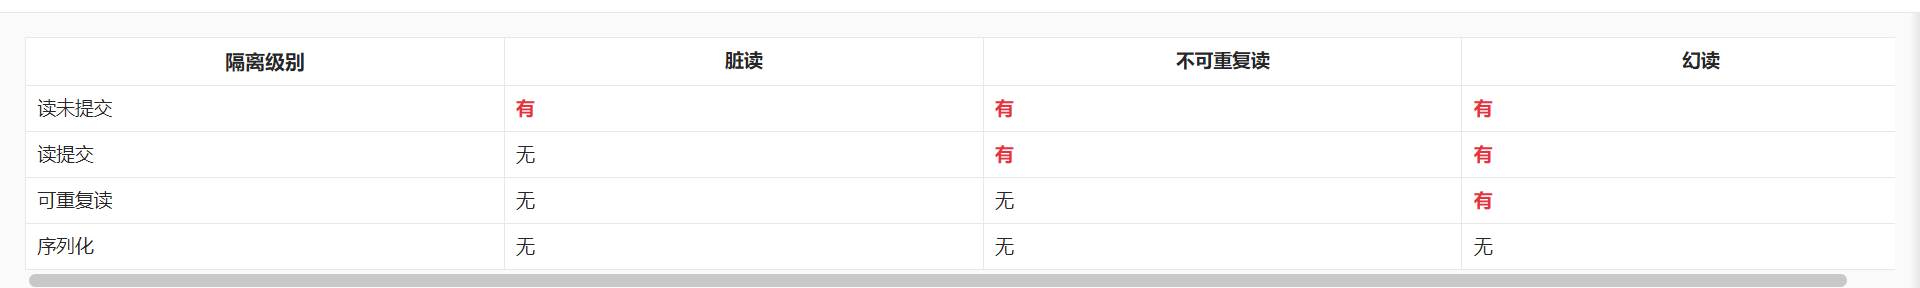 隔离级别 脏读 不可重复读 幻读
读未提交 有 有 有
读提交 无 有 有
可重复读 无 无 有
序列化 无 无 无